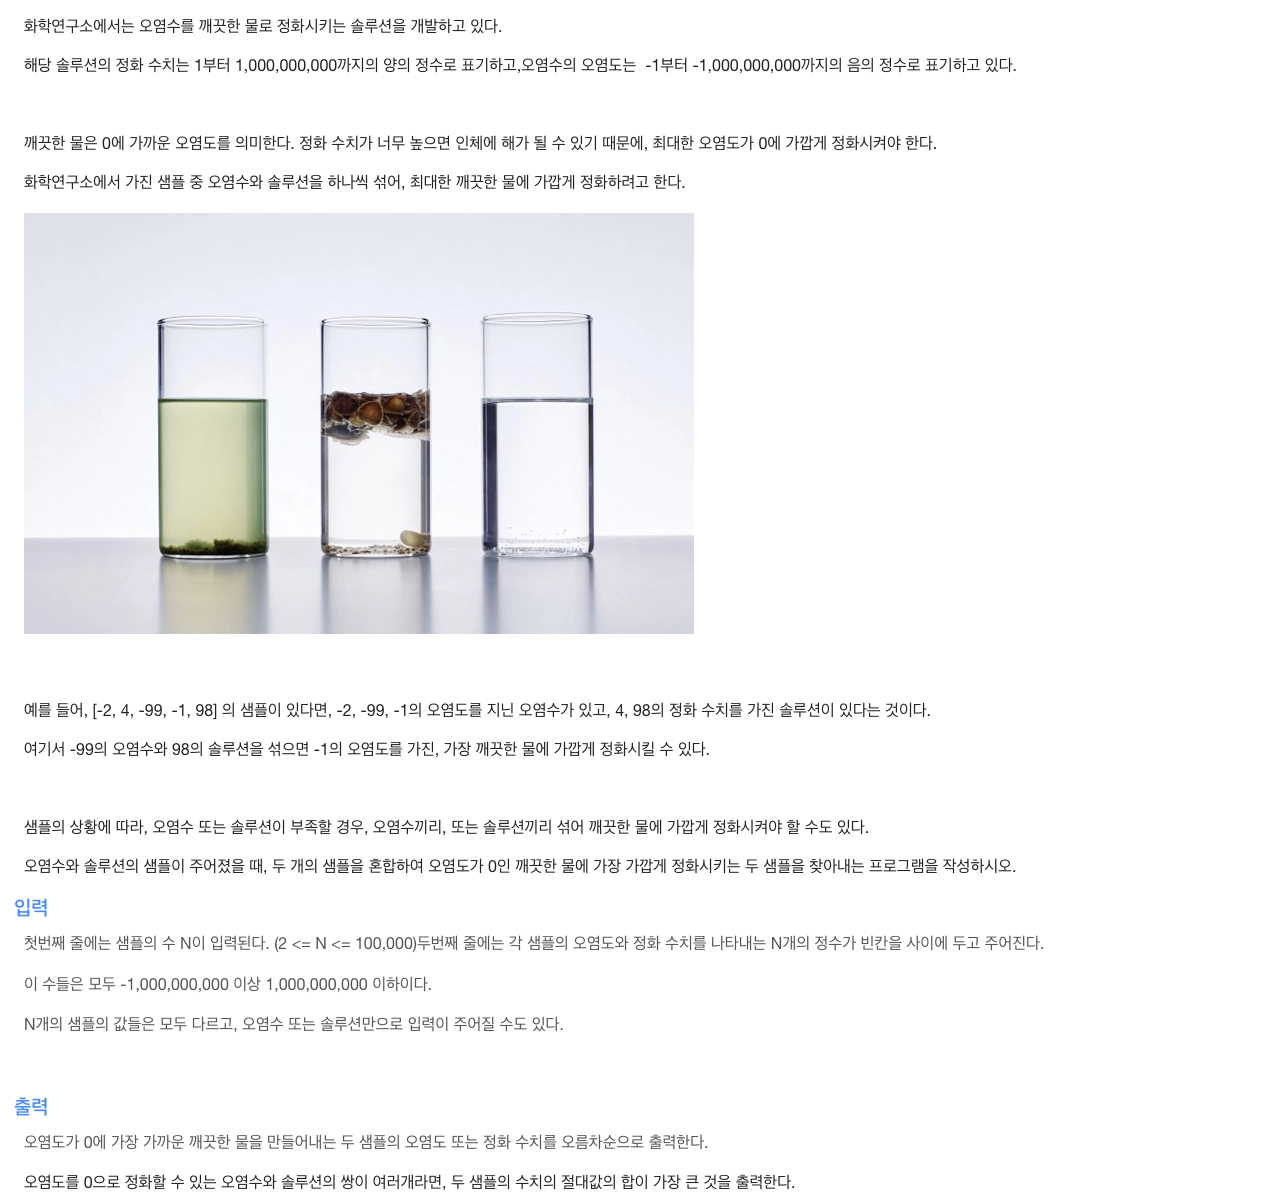 화학연구소에서는 오염수를 깨끗한 물로 정화시키는 솔루션을 개발하고 있다.
해당 솔루션의 정화 수치는 1부터 1,000,000,000까지의 양의 정수로 표기하고,오염수의 오염도는  -1부터 -1,000,000,000까지의 음의 정수로 표기하고 있다.
깨끗한 물은 0에 가까운 오염도를 의미한다. 정화 수치가 너무 높으면 인체에 해가 될 수 있기 때문에, 최대한 오염도가 0에 가깝게 정화시켜야 한다.
화학연구소에서 가진 샘플 중 오염수와 솔루션을 하나씩 섞어, 최대한 깨끗한 물에 가깝게 정화하려고 한다.
예를 들어, [-2, 4, -99, -1, 98] 의 샘플이 있다면, -2, -99, -1의 오염도를 지닌 오염수가 있고, 4, 98의 정화 수치를 가진 솔루션이 있다는 것이다.
여기서 -99의 오염수와 98의 솔루션을 섞으면 -1의 오염도를 가진, 가장 깨끗한 물에 가깝게 정화시킬 수 있다.
샘플의 상황에 따라, 오염수 또는 솔루션이 부족할 경우, 오염수끼리, 또는 솔루션끼리 섞어 깨끗한 물에 가깝게 정화시켜야 할 수도 있다.
오염수와 솔루션의 샘플이 주어졌을 때, 두 개의 샘플을 혼합하여 오염도가 0인 깨끗한 물에 가장 가깝게 정화시키는 두 샘플을 찾아내는 프로그램을 작성하시오.
입력
첫번째 줄에는 샘플의 수 N이 입력된다. (2 <= N <= 100,000)두번째 줄에는 각 샘플의 오염도와 정화 수치를 나타내는 N개의 정수가 빈칸을 사이에 두고 주어진다.
이 수들은 모두 -1,000,000,000 이상 1,000,000,000 이하이다.
N개의 샘플의 값들은 모두 다르고, 오염수 또는 솔루션만으로 입력이 주어질 수도 있다.
출력
오염도가 0에 가장 가까운 깨끗한 물을 만들어내는 두 샘플의 오염도 또는 정화 수치를 오름차순으로 출력한다.
오염도를 0으로 정화할 수 있는 오염수와 솔루션의 쌍이 여러개라면, 두 샘플의 수치의 절대값의 합이 가장 큰 것을 출력한다.